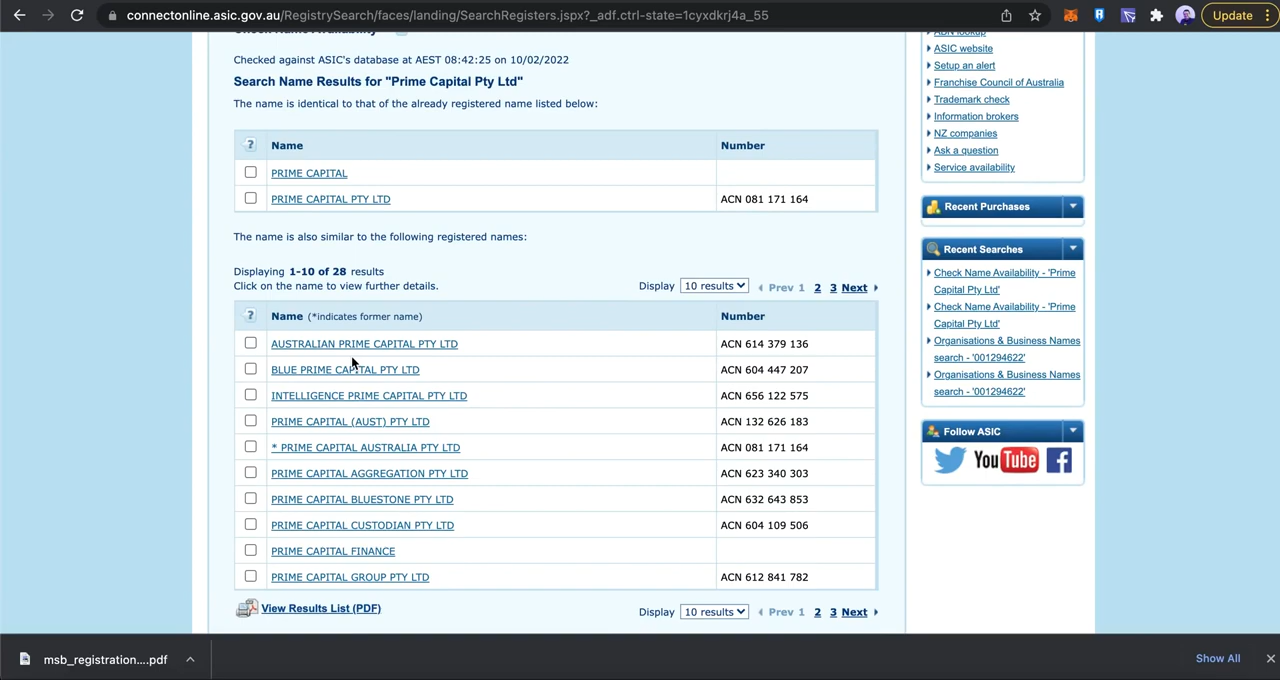 connectonline.asic.gov.au/RegistrySearch/faces/landing/SearchRegisters.jspx?_adf.ctrl-state=1cyxdkrj4a_55
Update
Check Name Availability
Checked against ASIC's database at AEST 08:42:25 on 10/02/2022
Search Name Results for "Prime Capital Pty Ltd"
The name is identical to that of the already registered name listed below:
? Name Number
PRIME CAPITAL
PRIME CAPITAL PTY LTD ACN 081 171 164
The name is also similar to the following registered names:
Displaying 1-10 of 28 results
Click on the name to view further details.
Display 10 results Prev 1 2 3 Next
? Name (*indicates former name) Number
AUSTRALIAN PRIME CAPITAL PTY LTD ACN 614 379 136
BLUE PRIME CAPITAL PTY LTD ACN 604 447 207
INTELLIGENCE PRIME CAPITAL PTY LTD ACN 656 122 575
PRIME CAPITAL (AUST) PTY LTD ACN 132 626 183
* PRIME CAPITAL AUSTRALIA PTY LTD ACN 081 171 164
PRIME CAPITAL AGGREGATION PTY LTD ACN 623 340 303
PRIME CAPITAL BLUESTONE PTY LTD ACN 632 643 853
PRIME CAPITAL CUSTODIAN PTY LTD ACN 604 109 506
PRIME CAPITAL FINANCE
PRIME CAPITAL GROUP PTY LTD ACN 612 841 782
View Results List (PDF)
Display 10 results Prev 1 2 3 Next
ABN lookup
ASIC website
Setup an alert
Franchise Council of Australia
Trademark check
Information brokers
NZ companies
Ask a question
Service availability
Recent Purchases
Recent Searches
Check Name Availability - 'Prime
Capital Pty Ltd'
Check Name Availability - 'Prime
Capital Pty Ltd'
Organisations & Business Names
search - '001294622'
Organisations & Business Names
search - '001294622'
Follow ASIC
YouTube
msb_registration....pdf
Show All